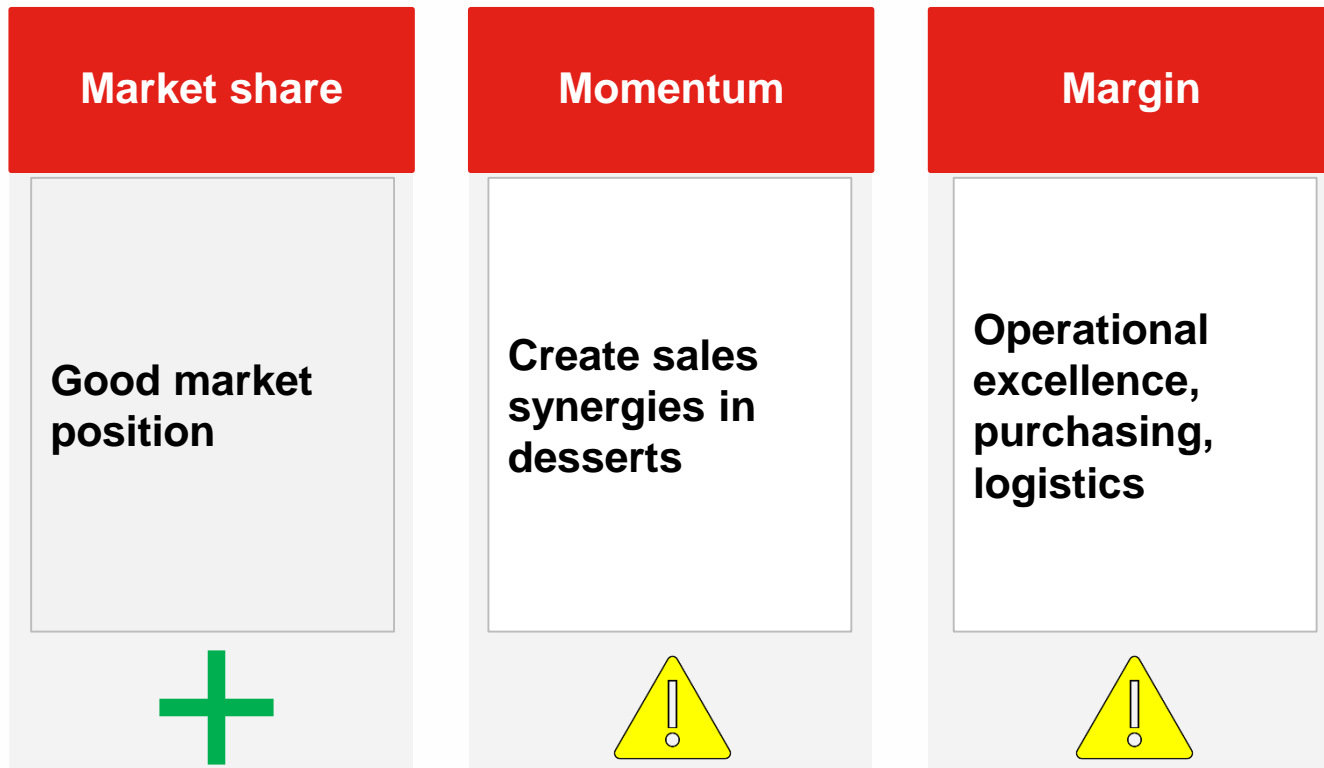 Market share
Momentum
Margin
Good market
position
Create sales
synergies in
desserts
Operational
excellence,
purchasing,
logistics